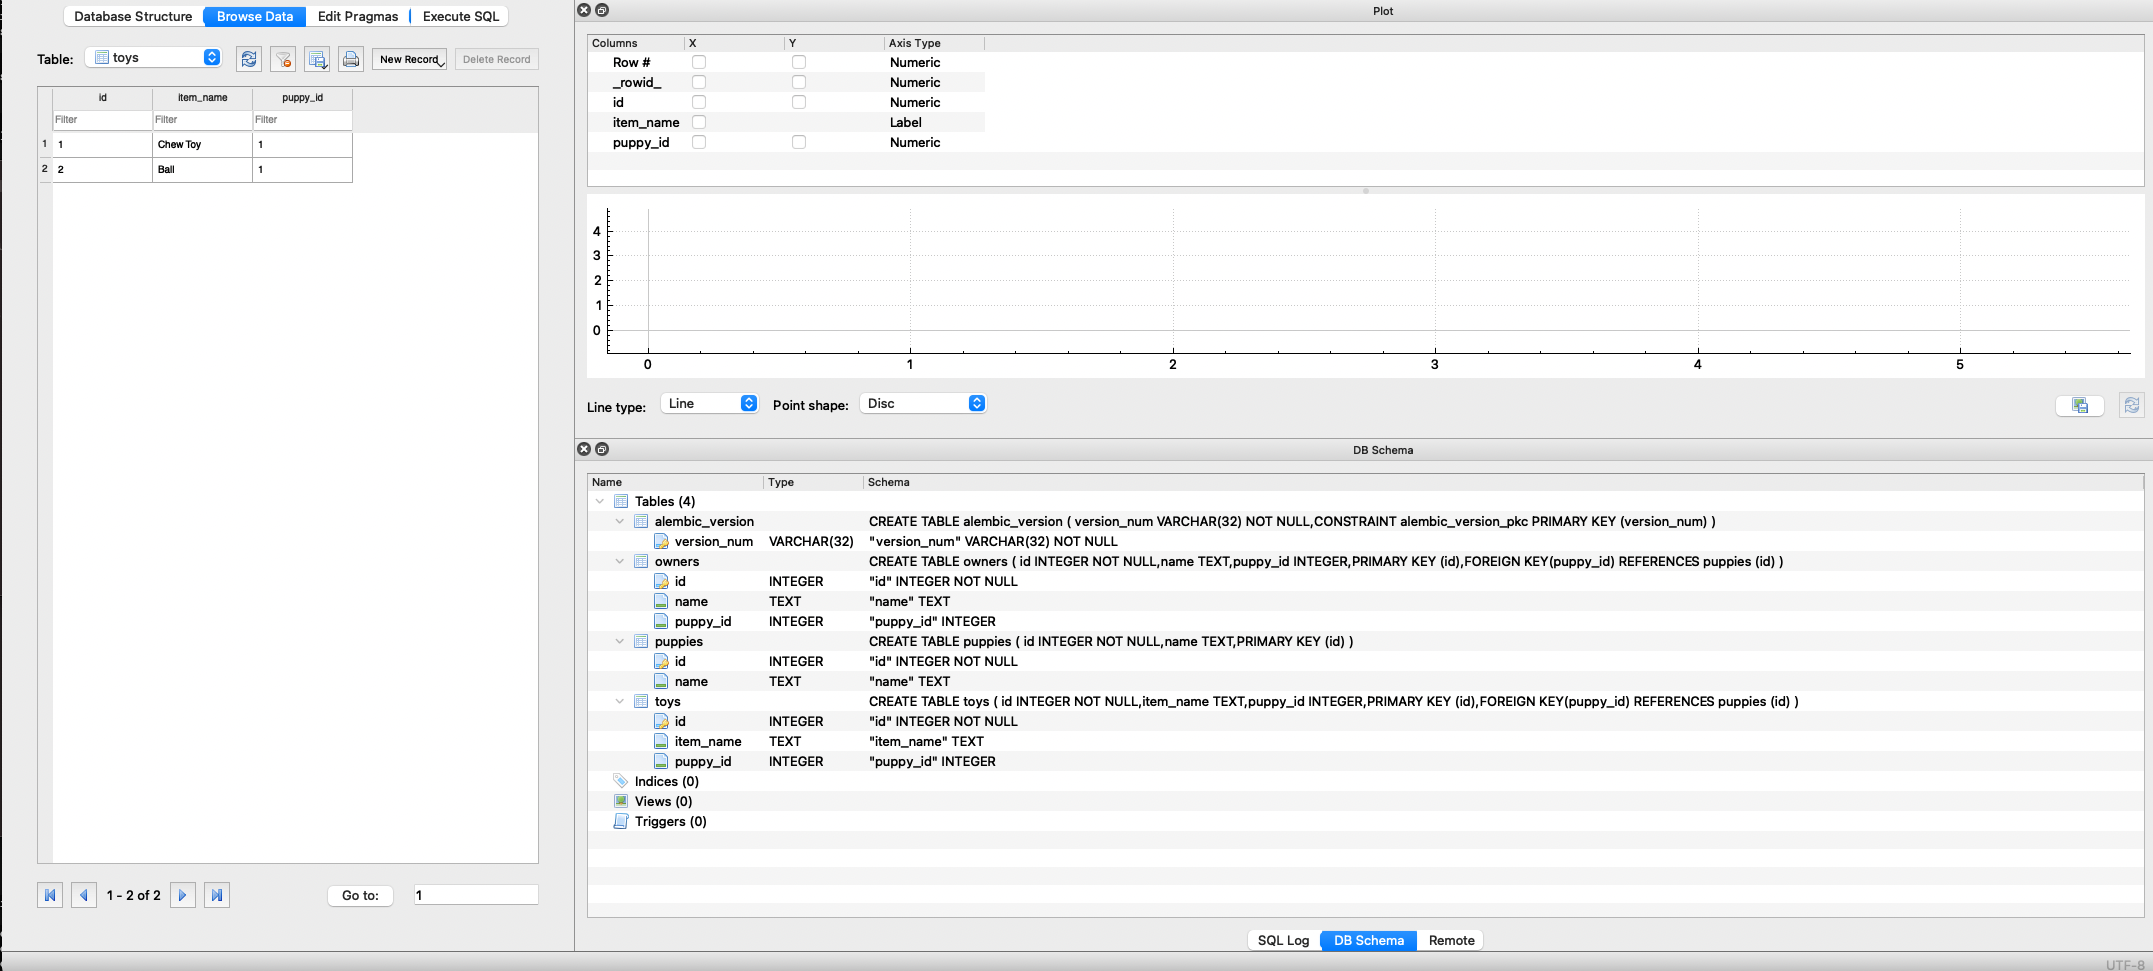 Database Structure Browse Data Edit Pragmas Execute SQL
Table: toys New Record Delete Record
id item_name puppy_id
Filter Filter Filter
1 1 Chew Toy 1
2 2 Ball 1
1 - 2 of 2 Go to: 1
Plot
Columns X Y Axis Type
Row # Numeric
_rowid_ Numeric
id Numeric
item_name Label
puppy_id Numeric
4
3
2
1
0
0 1 2 3 4 5
Line type: Line Point shape: Disc
DB Schema
Name Type Schema
Tables (4)
alembic_version CREATE TABLE alembic_version ( version_num VARCHAR(32) NOT NULL,CONSTRAINT alembic_version_pkc PRIMARY KEY (version_num) )
version_num VARCHAR(32) "version_num" VARCHAR(32) NOT NULL
owners CREATE TABLE owners ( id INTEGER NOT NULL,name TEXT,puppy_id INTEGER,PRIMARY KEY (id),FOREIGN KEY(puppy_id) REFERENCES puppies (id) )
id INTEGER "id" INTEGER NOT NULL
name TEXT "name" TEXT
puppy_id INTEGER "puppy_id" INTEGER
puppies CREATE TABLE puppies ( id INTEGER NOT NULL,name TEXT,PRIMARY KEY (id) )
id INTEGER "id" INTEGER NOT NULL
name TEXT "name" TEXT
toys CREATE TABLE toys ( id INTEGER NOT NULL,item_name TEXT,puppy_id INTEGER,PRIMARY KEY (id),FOREIGN KEY(puppy_id) REFERENCES puppies (id) )
id INTEGER "id" INTEGER NOT NULL
item_name TEXT "item_name" TEXT
puppy_id INTEGER "puppy_id" INTEGER
Indices (0)
Views (0)
Triggers (0)
SQL Log DB Schema Remote
UTF-8